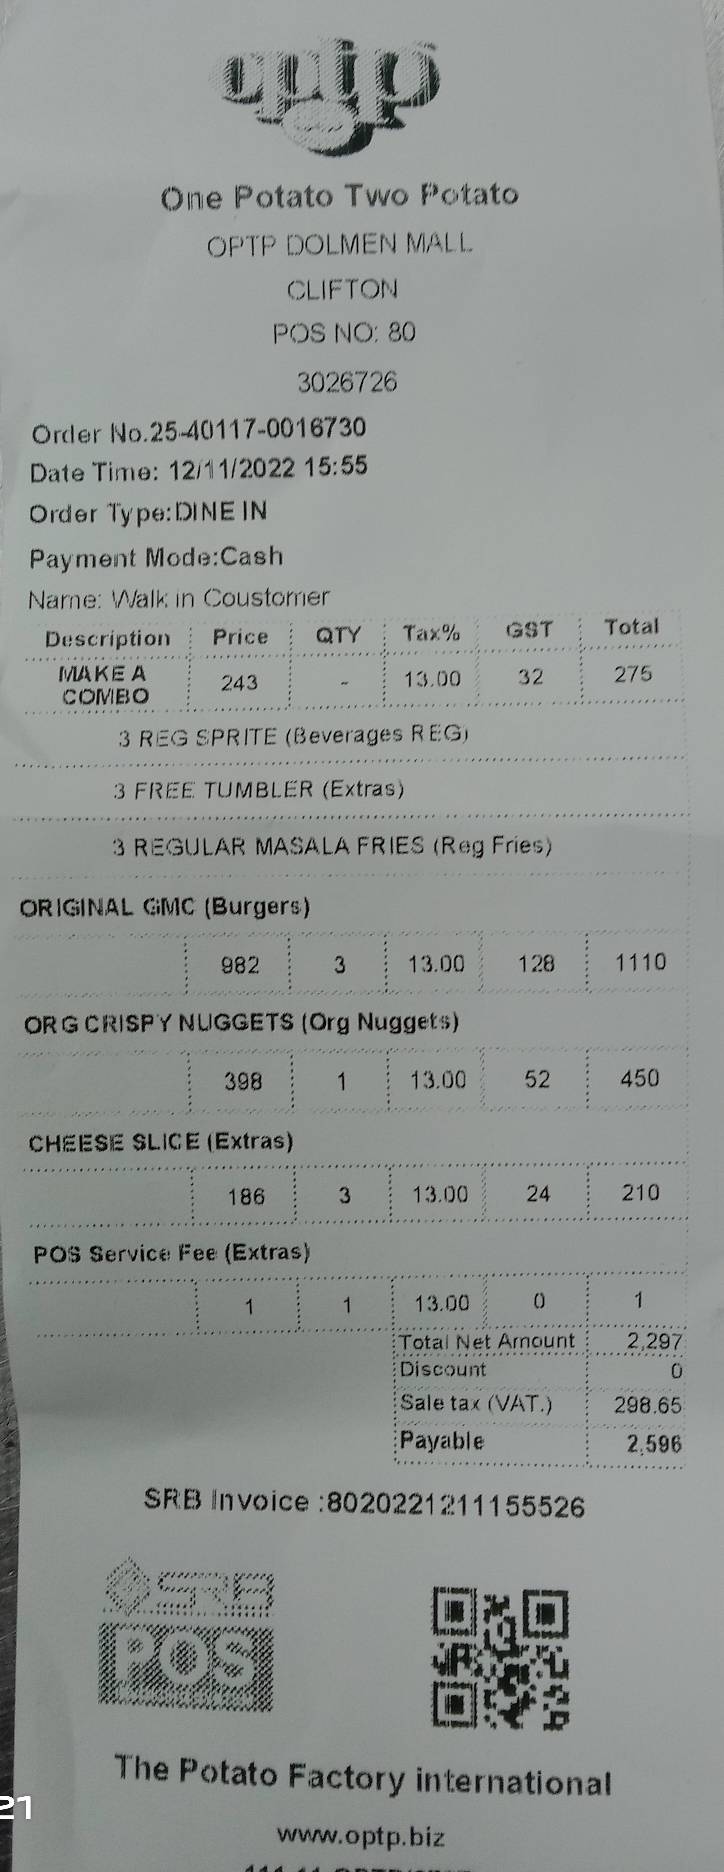 optp
One Potato Two Potato
OPTP DOLMEN MALL
CLIFTON
POS NO: 80
3026726
Order No.25-40117-0016730
Date Time: 12/11/2022 15:55
Order Type:DINE IN
Payment Mode:Cash
Name: Walk in Coustomer
Description Price QTY Tax% GST Total
MAKE A COMBO 243 - 13.00 32 275
3 REG SPRITE (Beverages REG)
3 FREE TUMBLER (Extras)
3 REGULAR MASALA FRIES (Reg Fries)
ORIGINAL GMC (Burgers)
982 3 13.00 128 1110
ORG CRISPY NUGGETS (Org Nuggets)
398 1 13.00 52 450
CHEESE SLICE (Extras)
186 3 13.00 24 210
POS Service Fee (Extras)
1 1 13.00 0 1
Total Net Amount 2,297
Discount 0
Sale tax (VAT.) 298.65
Payable 2,596
SRB Invoice :8020221211155526
SRB
POS
The Potato Factory international
21
www.optp.biz